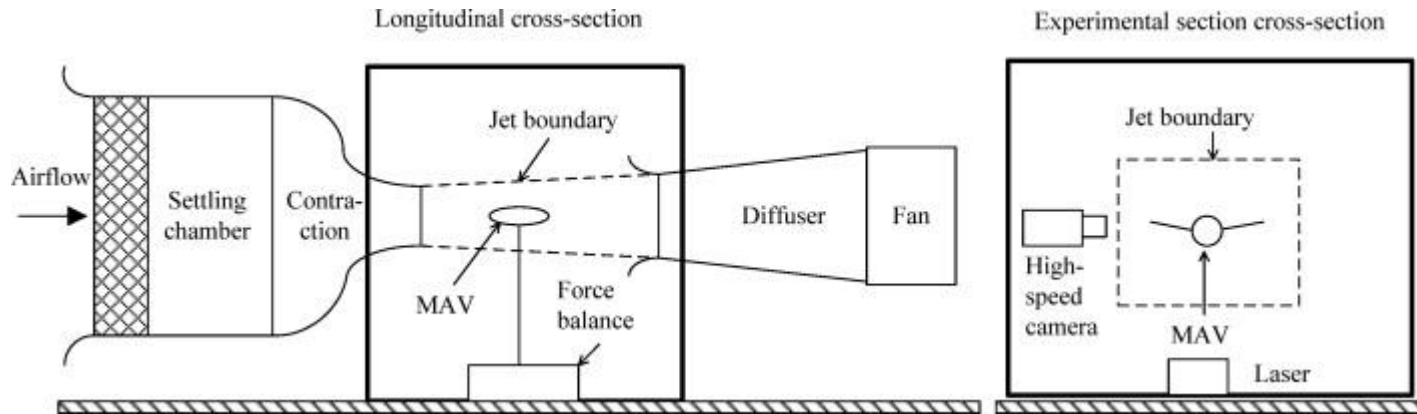 Longitudinal cross-section
Experimental section cross-section
Jet boundary
Airflow
Settling
chamber
Contra-
ction
Diffuser
Fan
MAV
Force
balance
Jet boundary
High-
speed
camera
MAV
Laser